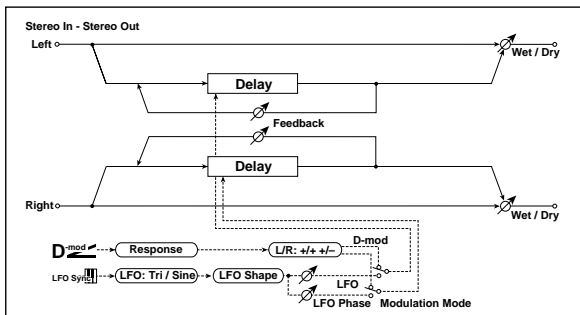 Stereo In - Stereo Out
Left
Wet / Dry
Delay
Feedback
Delay
Right
Wet / Dry
D-mod
D-mod
Response
L/R: +/+ +/–
LFO Sync
LFO: Tri / Sine
LFO Shape
LFO
LFO Phase
Modulation Mode